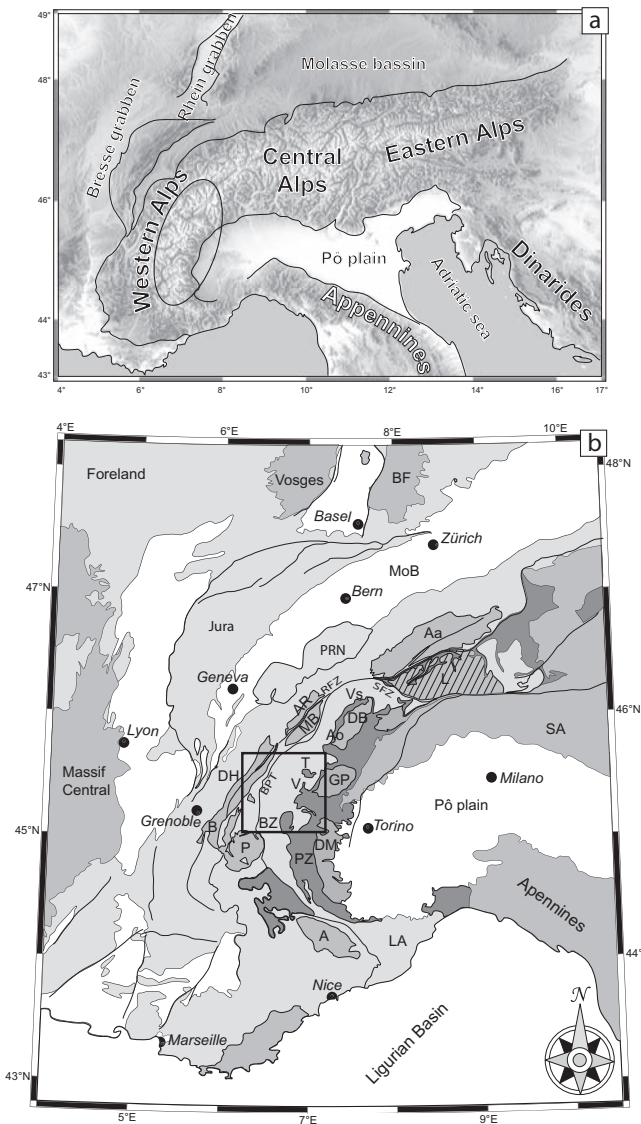 a
49°
48°
46°
44°
43°
4°
6°
8°
10°
12°
14°
16°
17°
Bresse grabben
Rhein grabben
Molasse bassin
Western Alps
Central
Alps
Eastern Alps
Pô plain
Adriatic sea
Dinarides
Appennines
b
4°E
6°E
8°E
10°E
48°N
47°N
46°N
45°N
44°
43°N
5°E
7°E
9°E
Foreland
Vosges
BF
Basel
Zürich
MoB
Bern
Jura
PRN
Aa
L
Geneva
AR
RFZ
MB
Vs
SFZ
DB
Ao
SA
Lyon
Massif
Central
DH
BPT
T
V
GP
Milano
Pô plain
Grenoble
B
BZ
Torino
P
PZ
DM
Apennines
A
LA
Nice
Marseille
Ligurian Basin
N